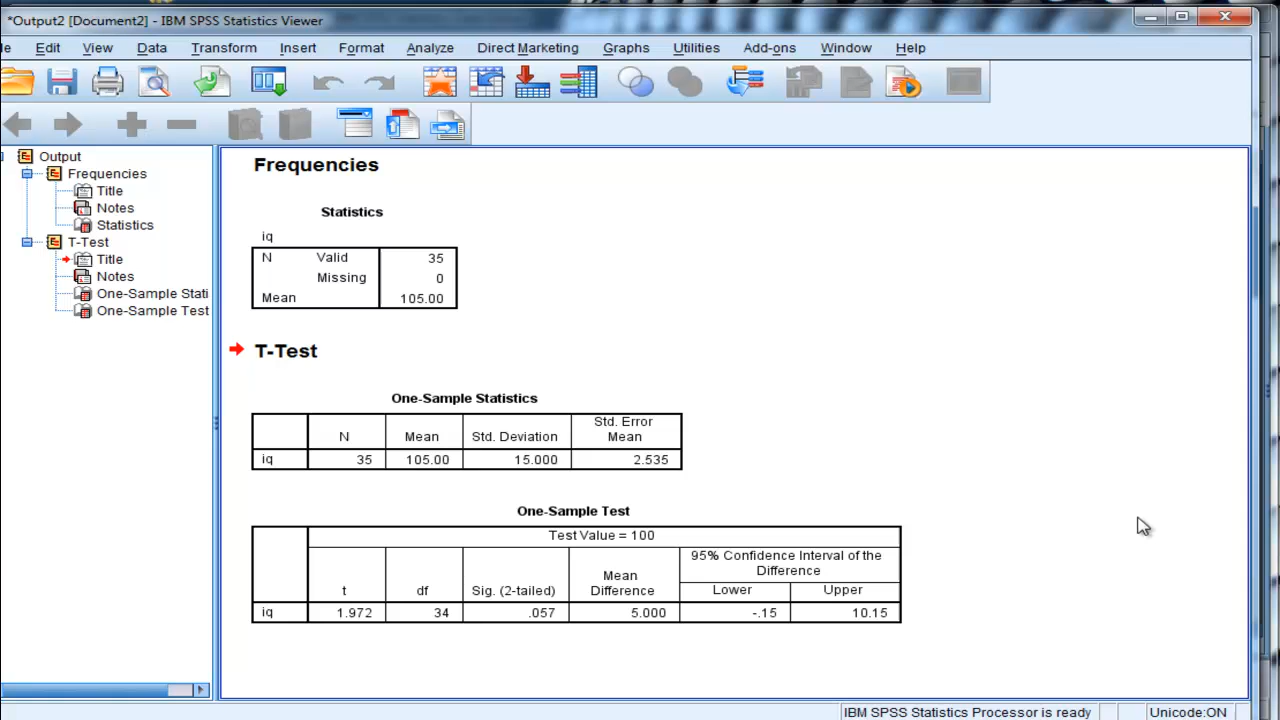 *Output2 [Document2] - IBM SPSS Statistics Viewer
le Edit View Data Transform Insert Format Analyze Direct Marketing Graphs Utilities Add-ons Window Help
Output
Frequencies
Title
Notes
Statistics
T-Test
Title
Notes
One-Sample Stati
One-Sample Test
Frequencies
Statistics
iq
N Valid 35
Missing 0
Mean 105.00
T-Test
One-Sample Statistics
N Mean Std. Deviation Std. Error Mean
iq 35 105.00 15.000 2.535
One-Sample Test
Test Value = 100
95% Confidence Interval of the
Difference
t df Sig. (2-tailed) Mean Difference Lower Upper
iq 1.972 34 .057 5.000 -.15 10.15
IBM SPSS Statistics Processor is ready Unicode:ON